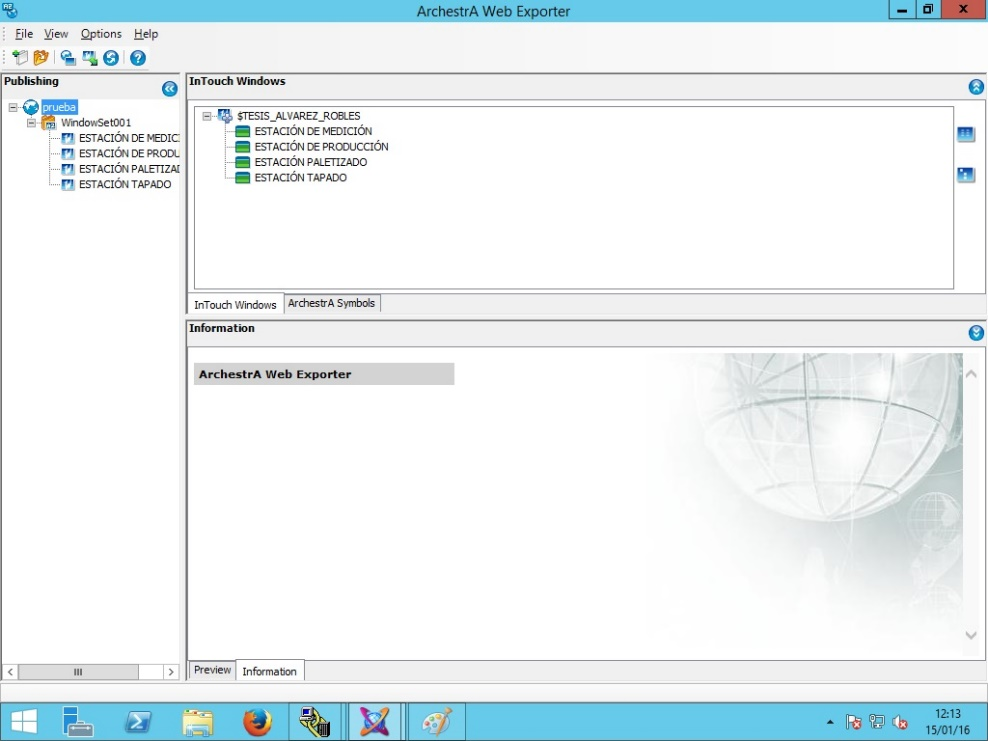 ArchestrA Web Exporter
File View Options Help
Publishing
prueba
WindowSet001
ESTACIÓN DE MEDIC
ESTACIÓN DE PRODU
ESTACIÓN PALETIZA
ESTACIÓN TAPADO
InTouch Windows
$TESIS_ALVAREZ_ROBLES
ESTACIÓN DE MEDICIÓN
ESTACIÓN DE PRODUCCIÓN
ESTACIÓN PALETIZADO
ESTACIÓN TAPADO
InTouch Windows ArchestrA Symbols
Information
ArchestrA Web Exporter
Preview Information
12:13
15/01/16